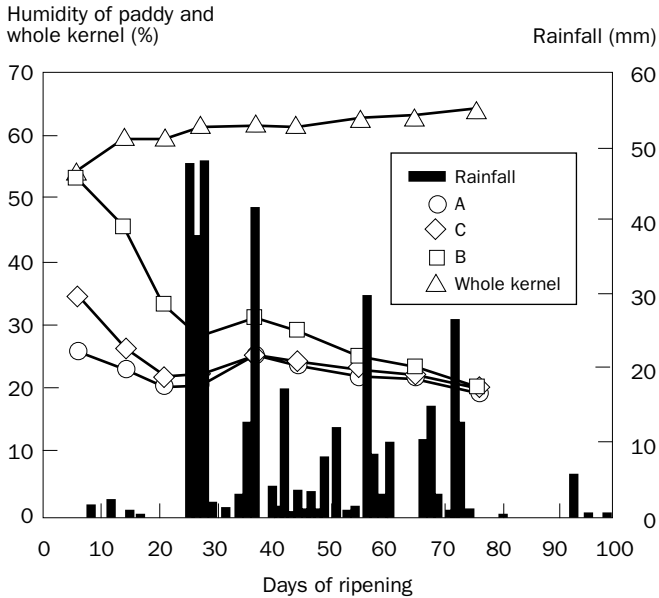 Humidity of paddy and
whole kernel (%)
Rainfall (mm)
70
60
50
40
30
20
10
0
60
50
40
30
20
10
0
Rainfall
A
C
B
Whole kernel
0 10 20 30 40 50 60 70 80 90 100
Days of ripening